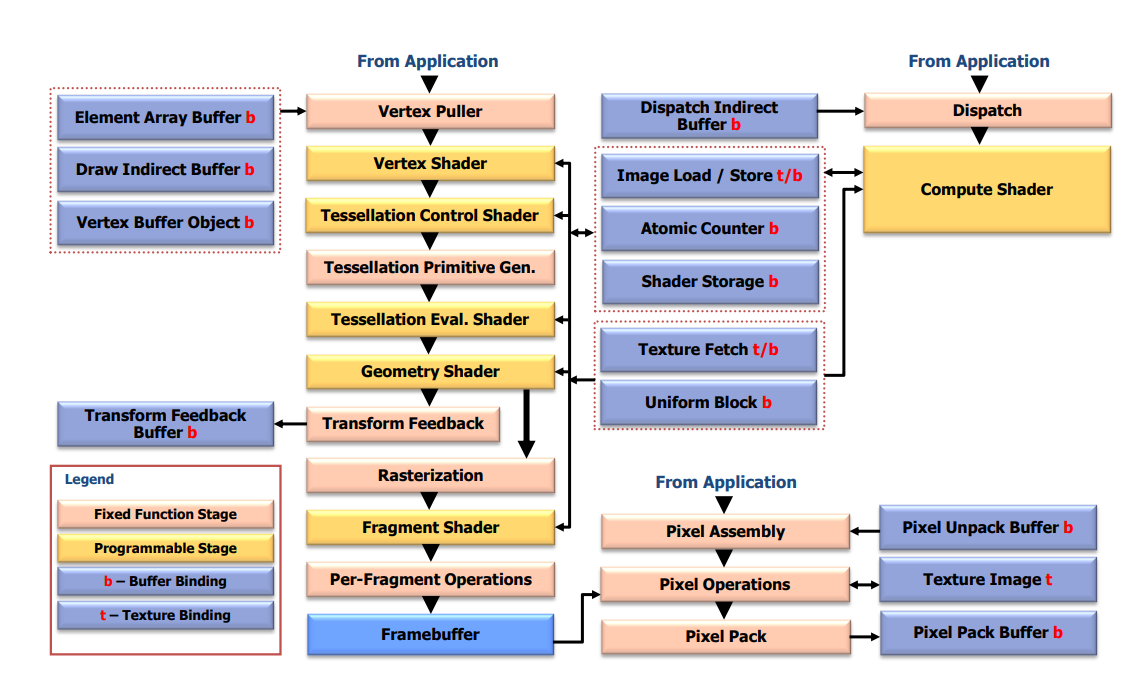 From Application
Element Array Buffer b
Draw Indirect Buffer b
Vertex Buffer Object b
Vertex Puller
Vertex Shader
Tessellation Control Shader
Tessellation Primitive Gen.
Tessellation Eval. Shader
Geometry Shader
Transform Feedback
Transform Feedback
Buffer b
Rasterization
Fragment Shader
Per-Fragment Operations
Framebuffer
Legend
Fixed Function Stage
Programmable Stage
b – Buffer Binding
t – Texture Binding
From Application
Dispatch Indirect
Buffer b
Dispatch
Image Load / Store t/b
Atomic Counter b
Shader Storage b
Compute Shader
Texture Fetch t/b
Uniform Block b
From Application
Pixel Assembly
Pixel Unpack Buffer b
Pixel Operations
Texture Image t
Pixel Pack
Pixel Pack Buffer b